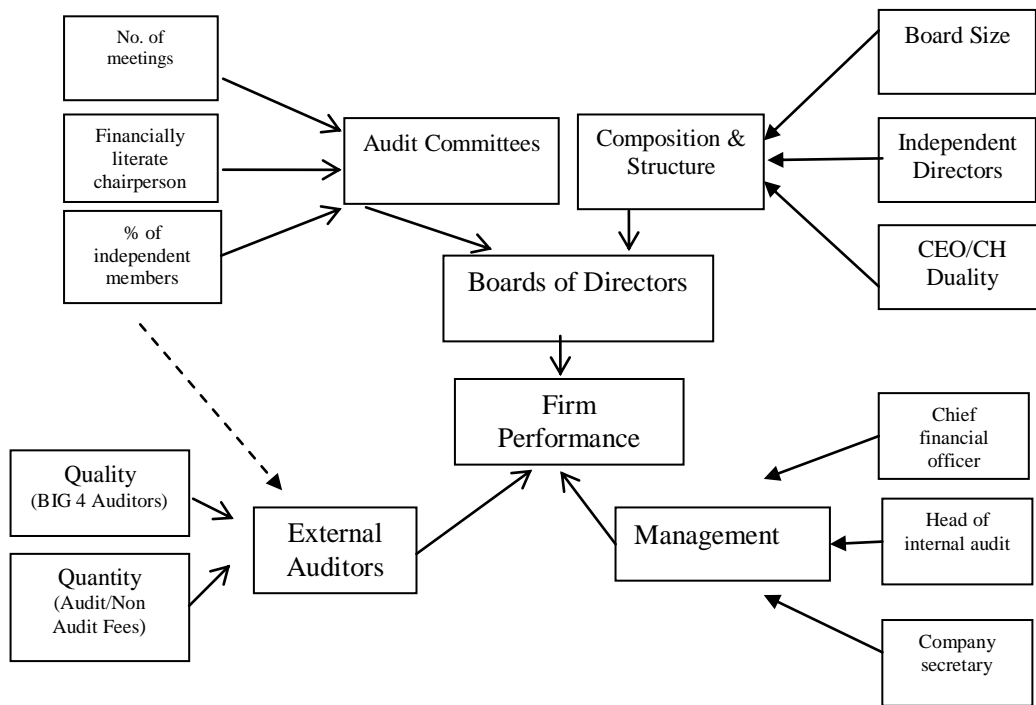 No. of
meetings
Financially
literate
chairperson
% of
independent
members
Audit Committees
Composition &
Structure
Board Size
Independent
Directors
CEO/CH
Duality
Boards of Directors
Firm
Performance
Quality
(BIG 4 Auditors)
Quantity
(Audit/Non
Audit Fees)
External
Auditors
Management
Chief
financial
officer
Head of
internal audit
Company
secretary